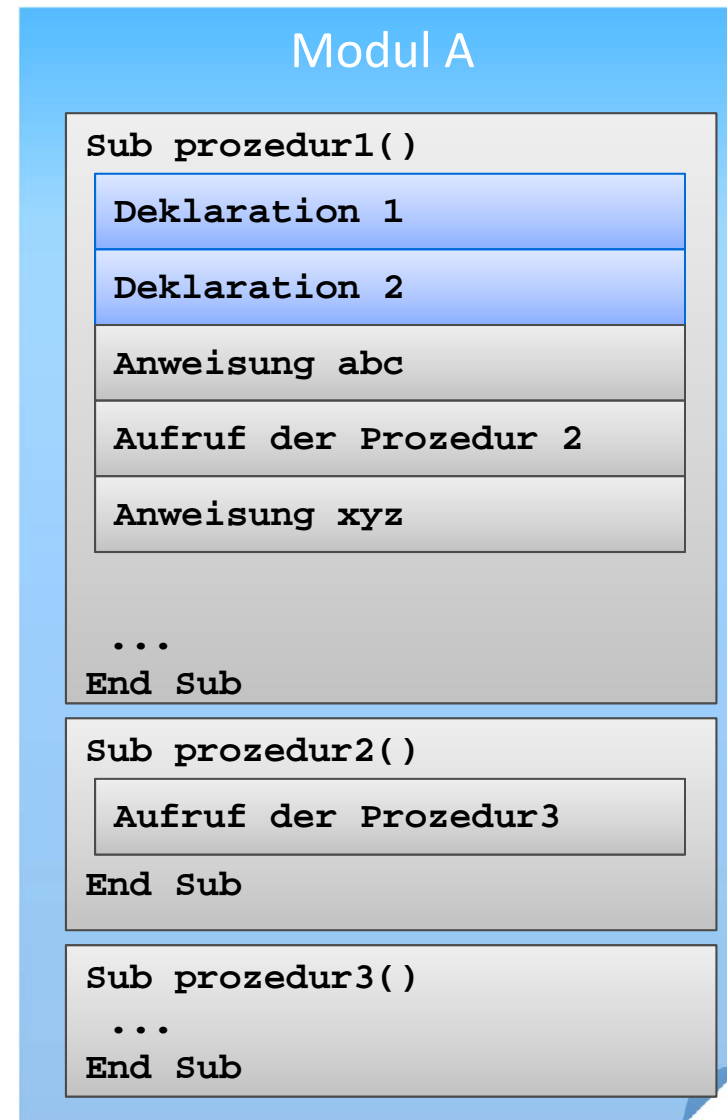 Modul A
Sub prozedur1()
Deklaration 1
Deklaration 2
Anweisung abc
Aufruf der Prozedur 2
Anweisung xyz
...
End Sub
Sub prozedur2()
Aufruf der Prozedur3
End Sub
Sub prozedur3()
...
End Sub